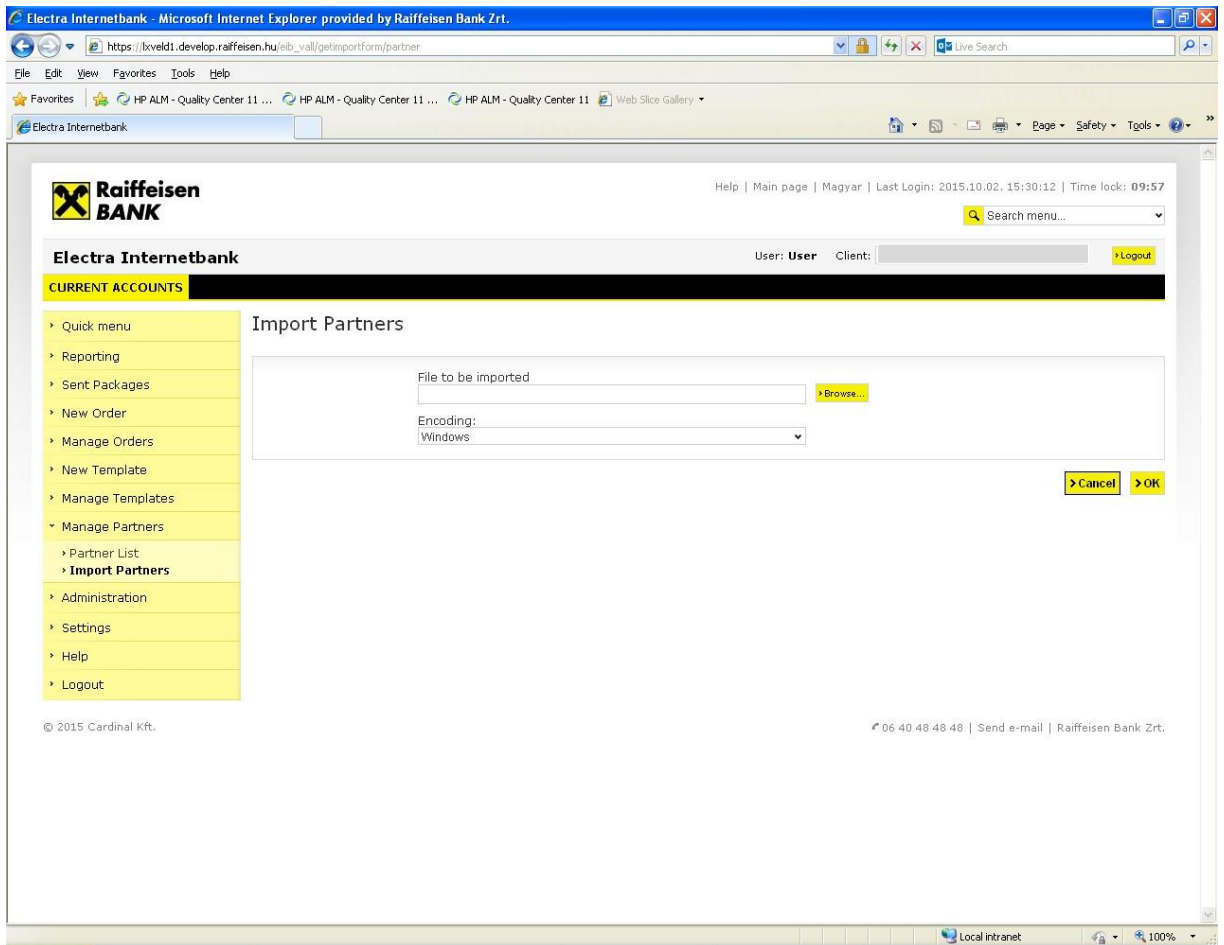 Electra Internetbank - Microsoft Internet Explorer provided by Raiffeisen Bank Zrt.
https://lxveld1.develop.raiffeisen.hu/eib_vall/getimportform/partner
Live Search
File Edit View Favorites Tools Help
Favorites HP ALM - Quality Center 11 ... HP ALM - Quality Center 11 ... HP ALM - Quality Center 11 Web Slice Gallery
Electra Internetbank
Page Safety Tools
Raiffeisen
BANK
Help | Main page | Magyar | Last Login: 2015.10.02. 15:30:12 | Time lock: 09:57
Search menu...
Electra Internetbank
User: User Client:
Logout
CURRENT ACCOUNTS
Quick menu
Reporting
Sent Packages
New Order
Manage Orders
New Template
Manage Templates
Manage Partners
Partner List
Import Partners
Administration
Settings
Help
Logout
Import Partners
File to be imported
Browse...
Encoding:
Windows
Cancel OK
© 2015 Cardinal Kft.
06 40 48 48 48 | Send e-mail | Raiffeisen Bank Zrt.
Local intranet
100%